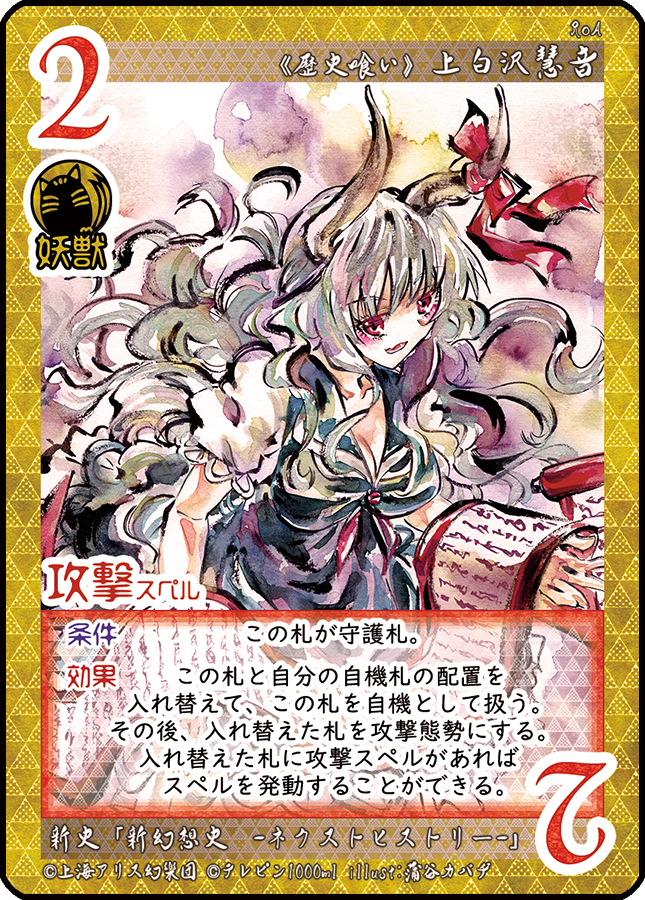 2
《歴史喰い》 上白沢慧音
妖獣
攻撃スペル
条件 この札が守護札。
効果 この札と自分の自機札の配置を
入れ替えて、この札を自機として扱う。
その後、入れ替えた札を攻撃態勢にする。
入れ替えた札に攻撃スペルがあれば
スペルを発動することができる。
2
新史「新幻想史 -ネクストヒストリー-」
©上海アリス幻樂団 ©テレピン1000ml illust:蒲谷カバヂ